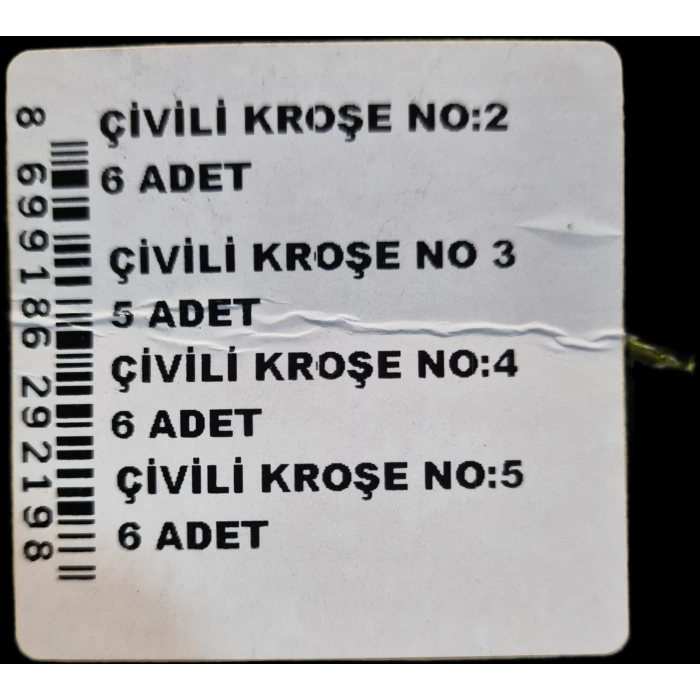 ÇİVİLİ KROŞE NO:2
6 ADET
ÇİVİLİ KROŞE NO 3
5 ADET
ÇİVİLİ KROŞE NO:4
6 ADET
ÇİVİLİ KROŞE NO:5
6 ADET
8 699186 292198